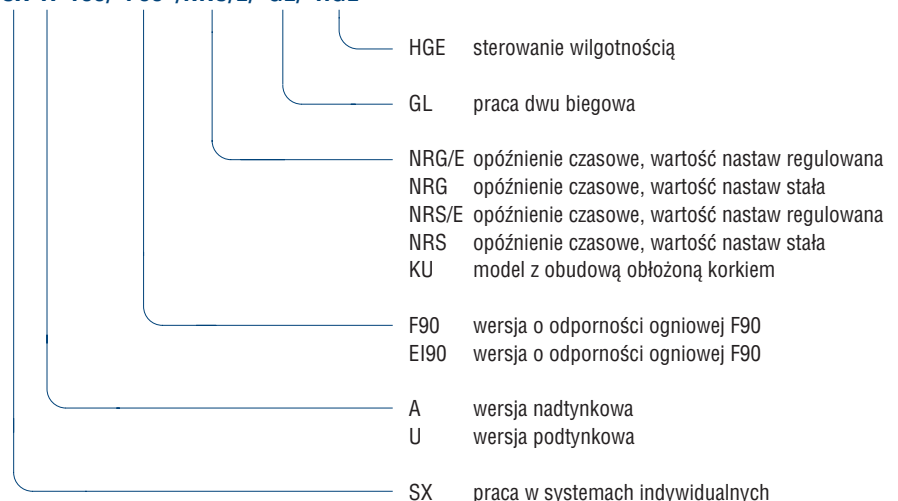 HGE sterowanie wilgotnością
GL praca dwu biegowa
NRG/E opóźnienie czasowe, wartość nastaw regulowana
NRG opóźnienie czasowe, wartość nastaw stała
NRS/E opóźnienie czasowe, wartość nastaw regulowana
NRS opóźnienie czasowe, wartość nastaw stała
KU model z obudową obłożoną korkiem
F90 wersja o odporności ogniowej F90
EI90 wersja o odporności ogniowej F90
A wersja nadtynkowa
U wersja podtynkowa
SX praca w systemach indywidualnych